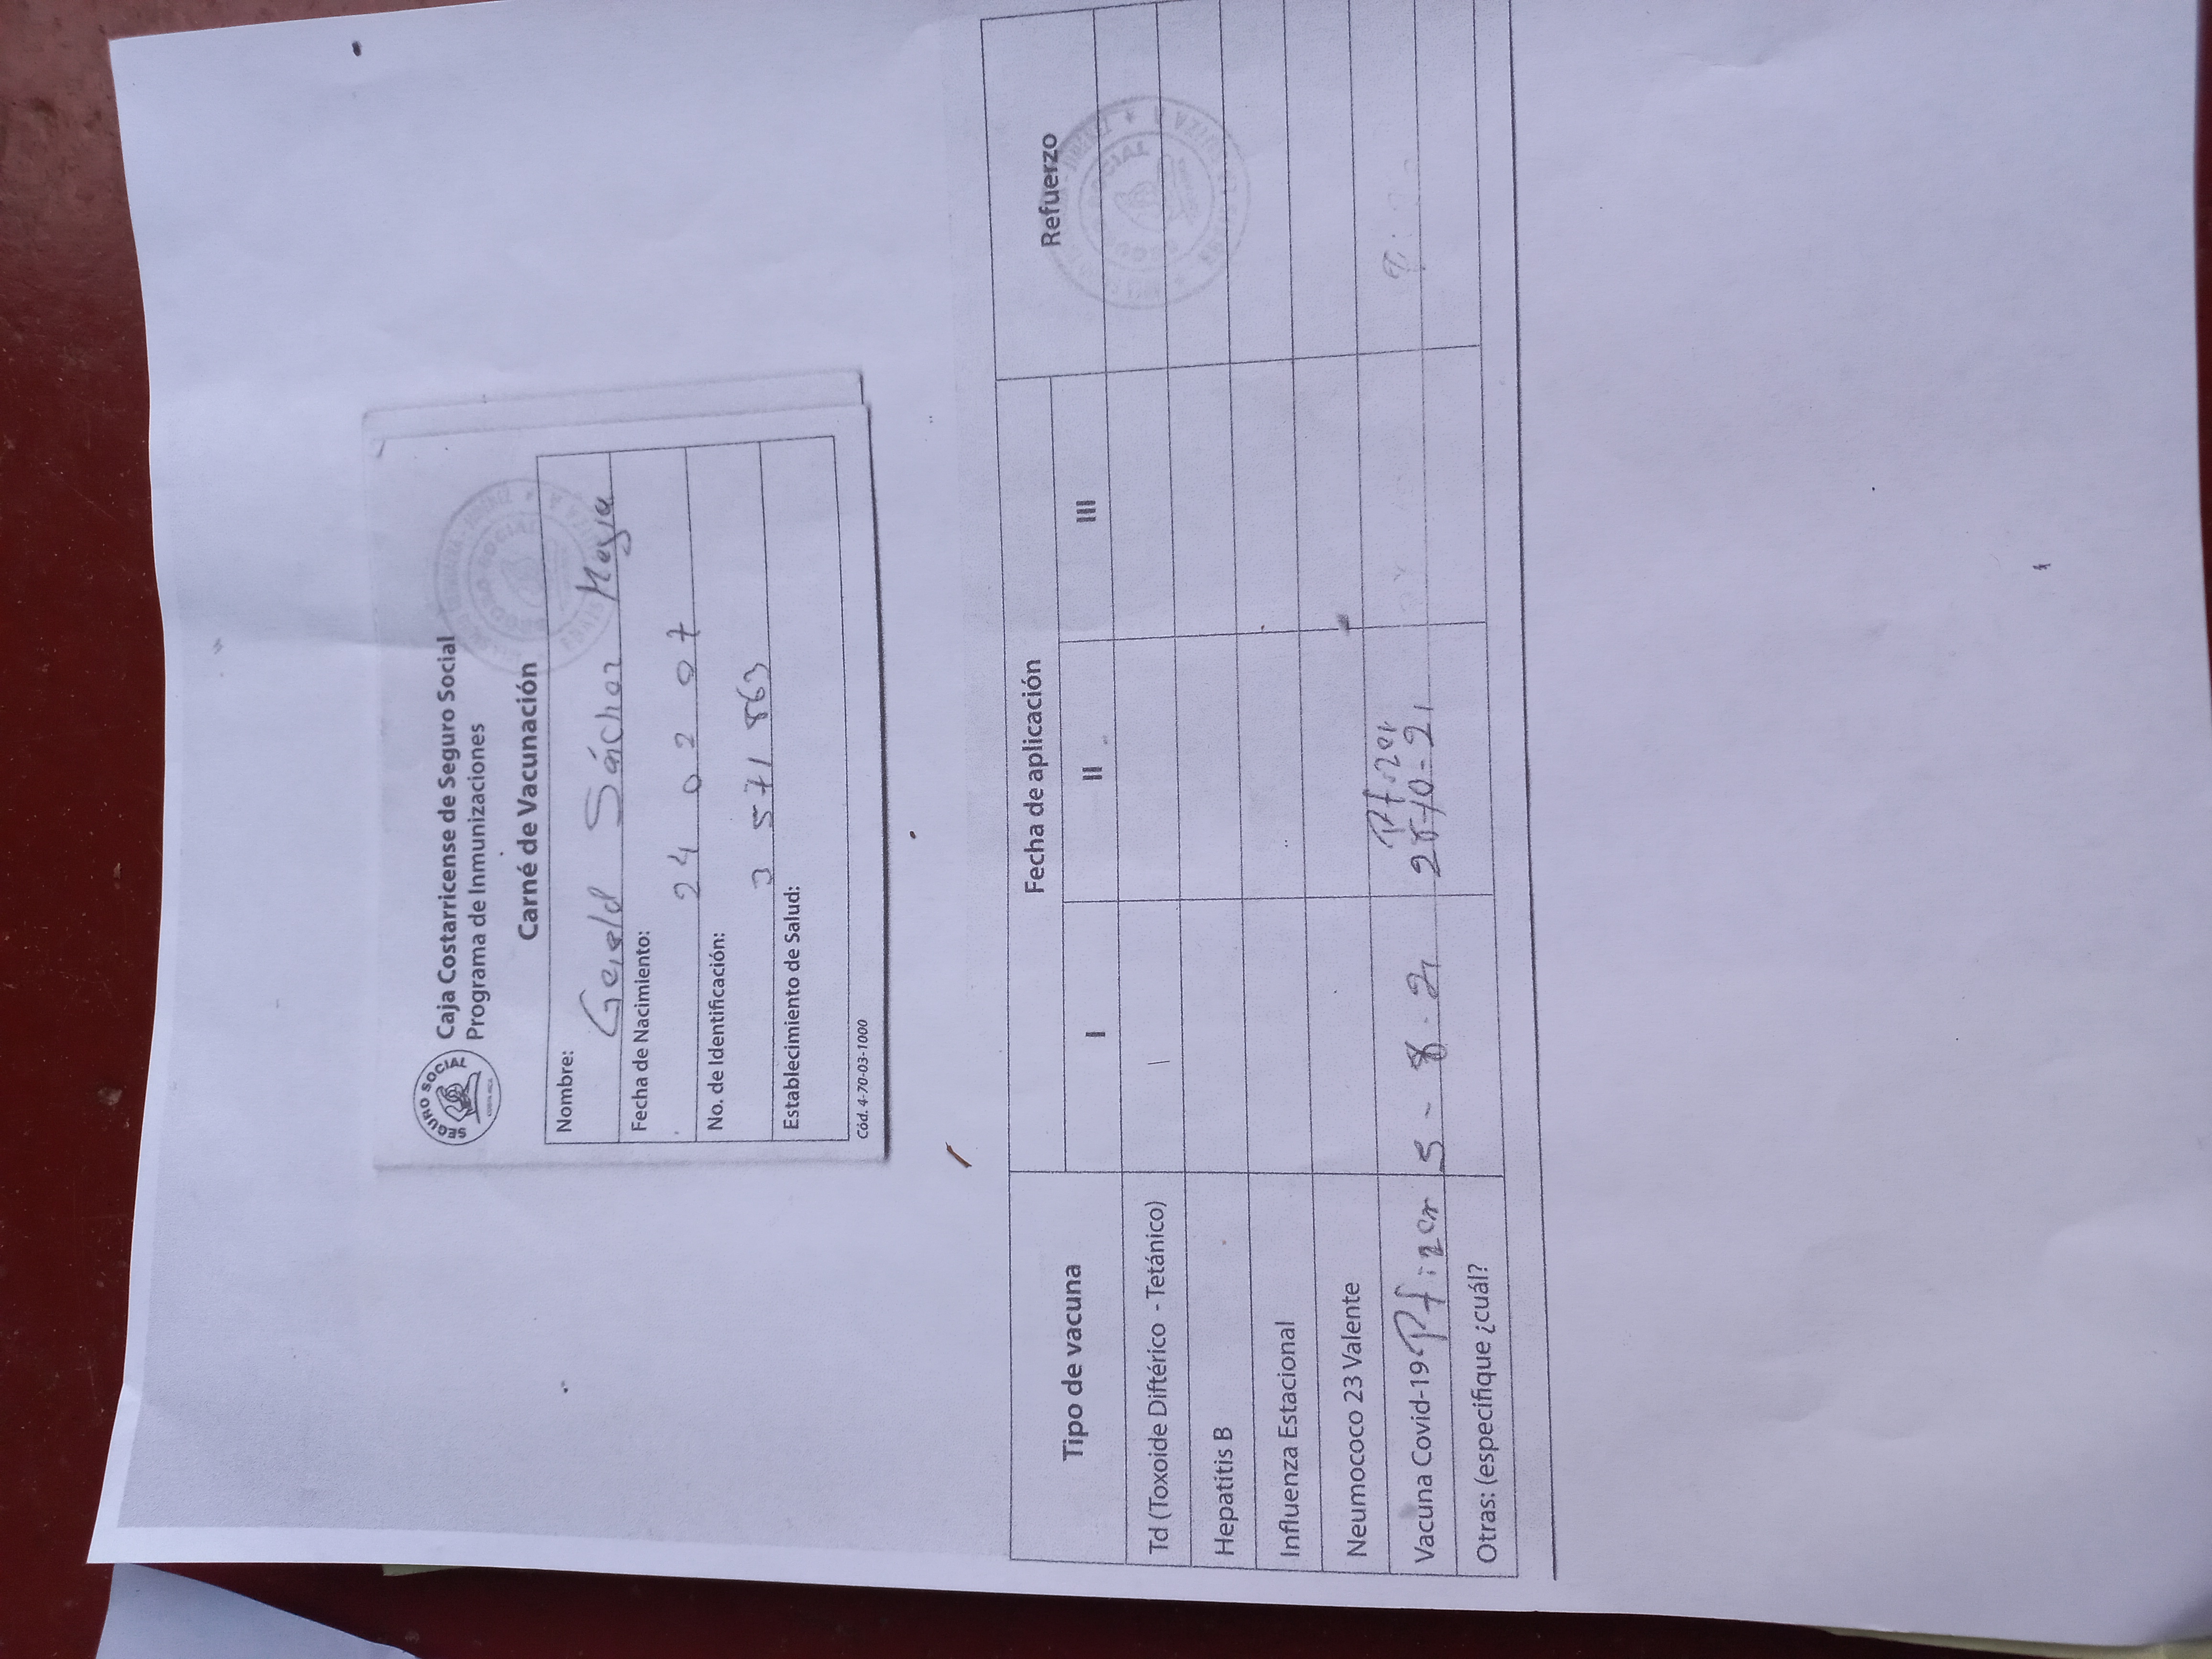 SEGURO SOCIAL
COSTA RICA
Caja Costarricense de Seguro Social
Programa de Inmunizaciones
Carné de Vacunación
Nombre:
Gerald Sánchez Mejia
Fecha de Nacimiento:
24 02 07
No. de Identificación:
3 571 863
Establecimiento de Salud:
Cód. 4-70-03-1000
Tipo de vacuna
Fecha de aplicación
Refuerzo
I II III
Td (Toxoide Diftérico - Tetánico)
Hepatitis B
Influenza Estacional
Neumococo 23 Valente
Pfizer
Vacuna Covid-19 Pfizer 5-8-21 -10-21
Otras: (especifique ¿cuál?